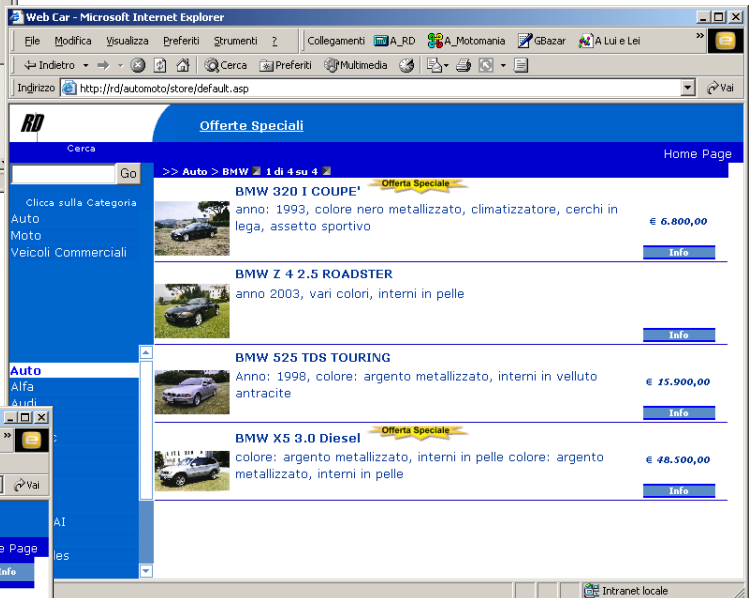 Web Car - Microsoft Internet Explorer
File Modifica Visualizza Preferiti Strumenti ? Collegamenti A_RD A_Motomania GBazar A Lui e Lei »
Indietro Cerca Preferiti Multimedia
Indirizzo http://rd/automoto/store/default.asp Vai
RD Offerte Speciali
Cerca
Home Page
Go
>> Auto > BMW 1 di 4 su 4
Clicca sulla Categoria
Auto
Moto
Veicoli Commerciali
BMW 320 I COUPE' Offerta Speciale
anno: 1993, colore nero metallizzato, climatizzatore, cerchi in
lega, assetto sportivo
€ 6.800,00
Info
BMW Z 4 2.5 ROADSTER
anno 2003, vari colori, interni in pelle
Info
BMW 525 TDS TOURING
Anno: 1998, colore: argento metallizzato, interni in velluto
antracite
€ 15.900,00
Info
BMW X5 3.0 Diesel Offerta Speciale
colore: argento metallizzato, interni in pelle colore: argento
metallizzato, interni in pelle
€ 48.500,00
Info
Auto
Alfa
Audi
»
Vai
AI
e Page
les
Info
Intranet locale